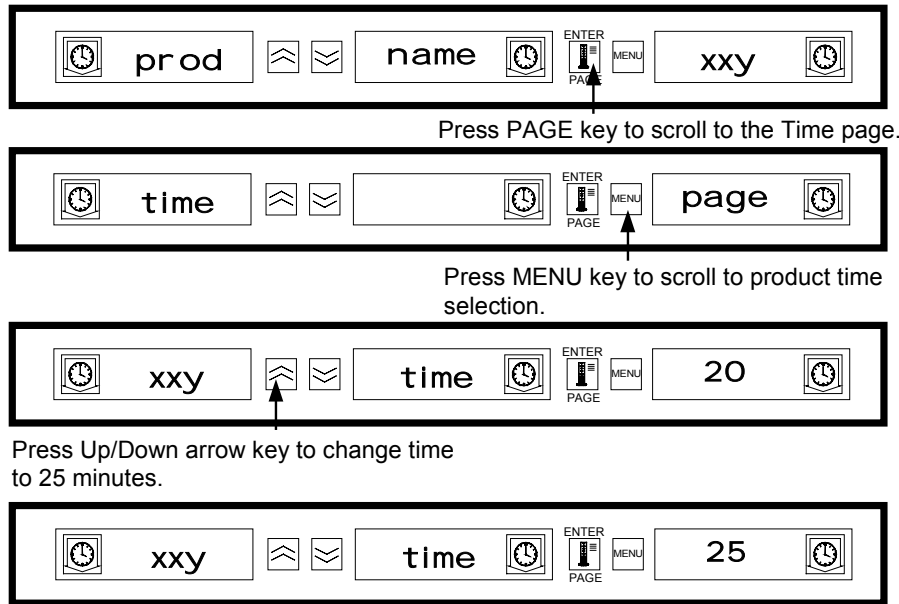 ENTER
prod name MENU xxy
PAGE
Press PAGE key to scroll to the Time page.
ENTER
time MENU page
PAGE
Press MENU key to scroll to product time
selection.
ENTER
xxy time MENU 20
PAGE
Press Up/Down arrow key to change time
to 25 minutes.
ENTER
xxy time MENU 25
PAGE